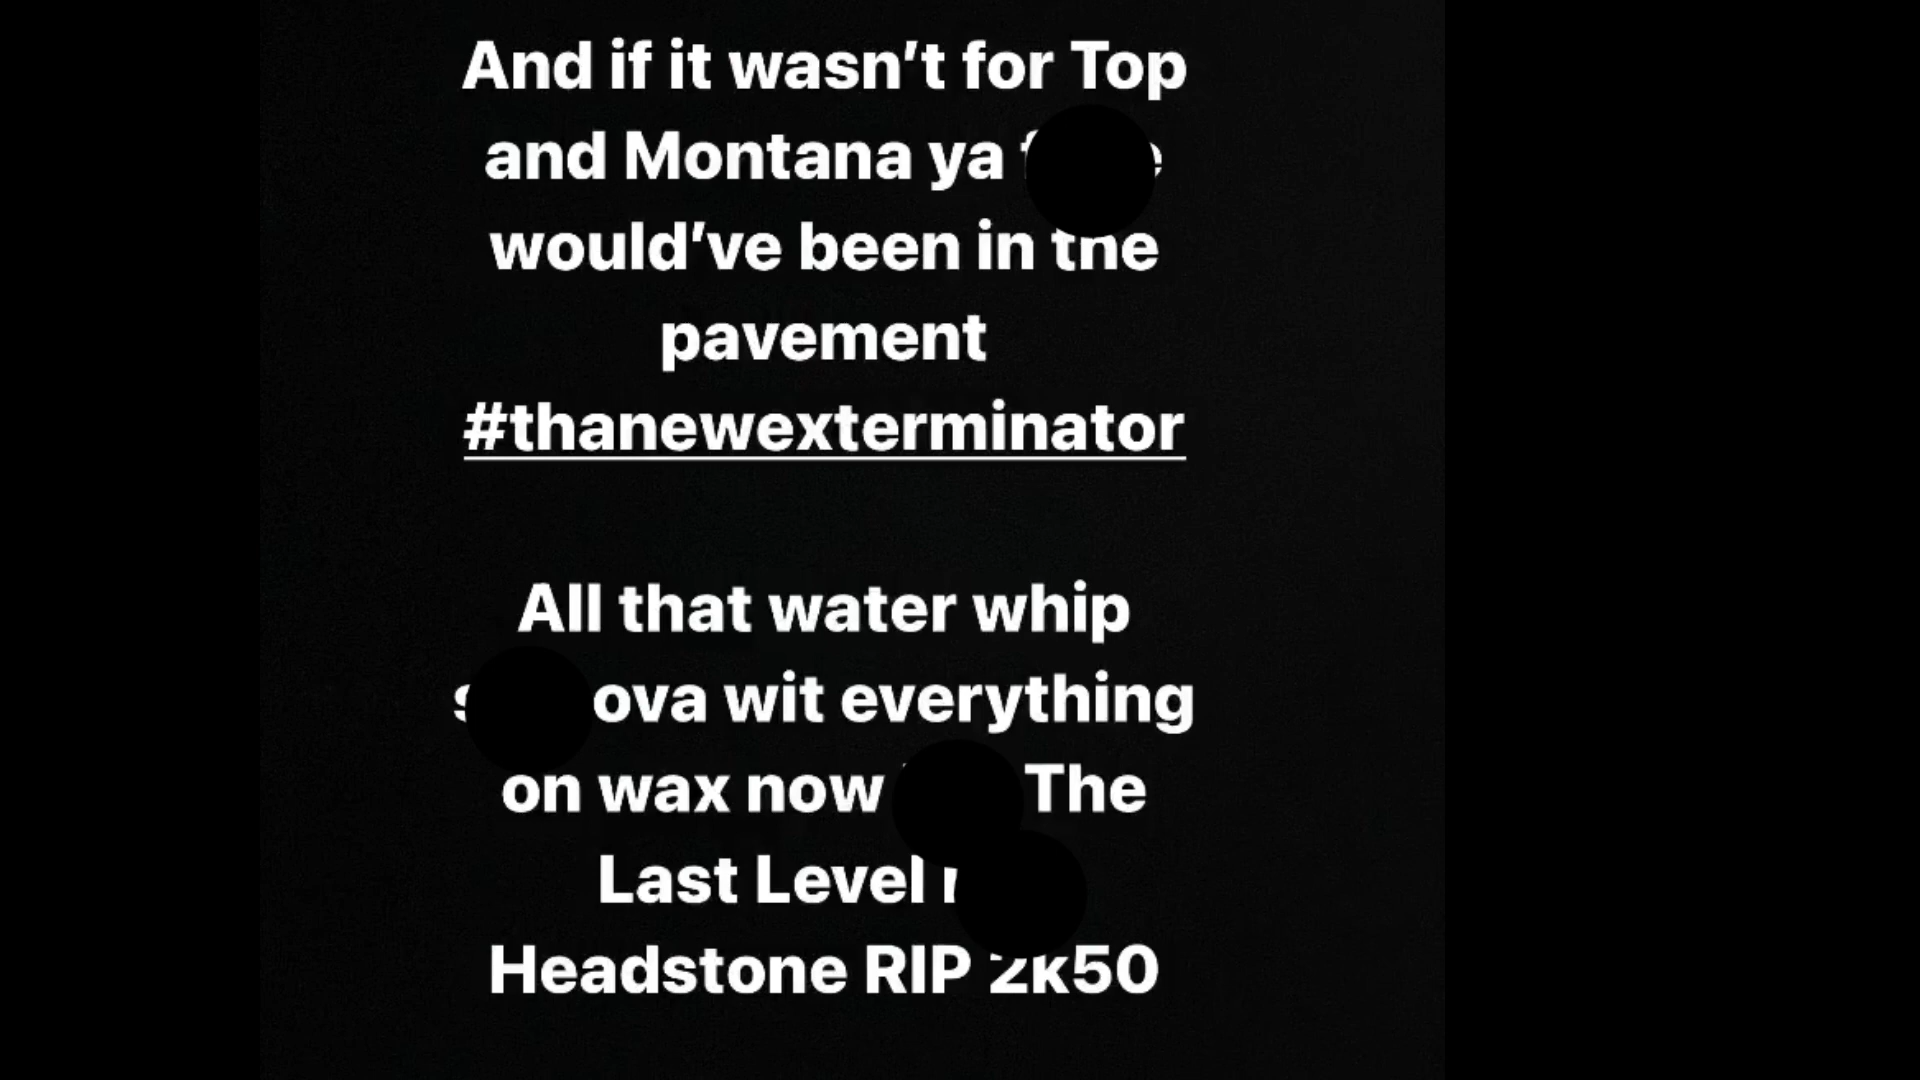 And if it wasn't for Top
and Montana ya
would've been in the
pavement
#thanewexterminator
All that water whip
wit everything
on wax now The
Last Level
Headstone RIP 2k50